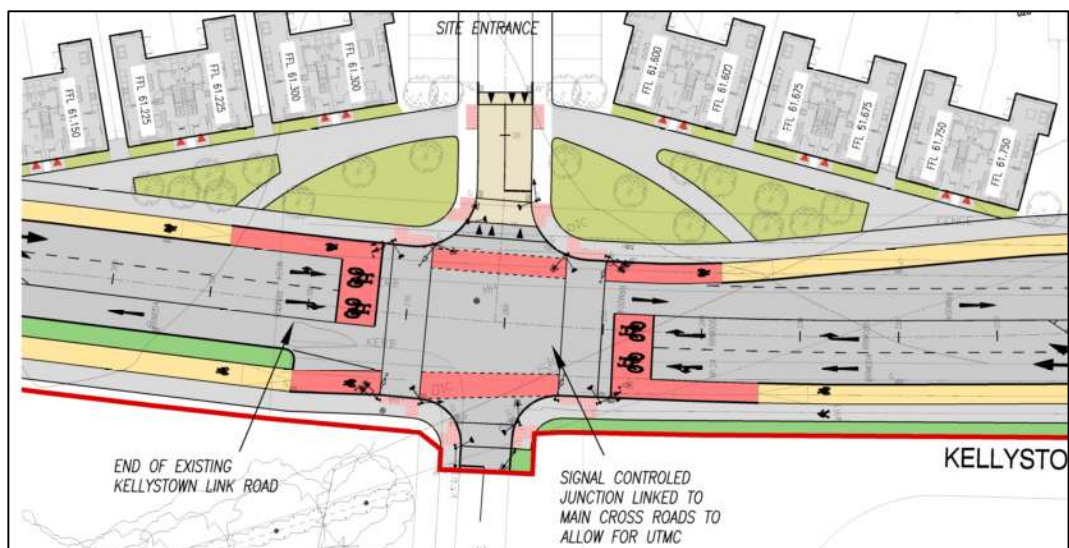 SITE ENTRANCE
FFL 61.150
FFL 61.225
FFL 61.225
FFL 61.300
FFL 61.300
FFL 61.600
FFL 61.600
FFL 61.675
FFL 61.675
FFL 61.750
FFL 61.750
FENCE
KERB
END OF EXISTING
KELLYSTOWN LINK ROAD
SIGNAL CONTROLED
JUNCTION LINKED TO
MAIN CROSS ROADS TO
ALLOW FOR UTMC
KELLYSTO